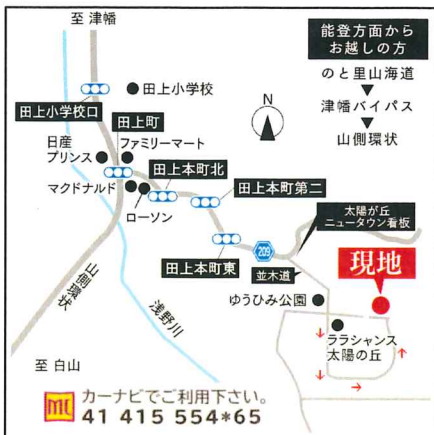 至 津幡
能登方面から
お越しの方
のと里山海道
▼
津幡バイパス
▼
山側環状
田上小学校
田上小学校口
N
田上町
日産
プリンス
ファミリーマート
田上本町北
マクドナルド
ローソン
田上本町第二
太陽が丘
ニュータウン看板
田上本町東
209
並木道
現地
ゆうひみ公園
山側環状
浅野川
ララシャンス
太陽の丘
至 白山
カーナビでご利用下さい。
41 415 554*65